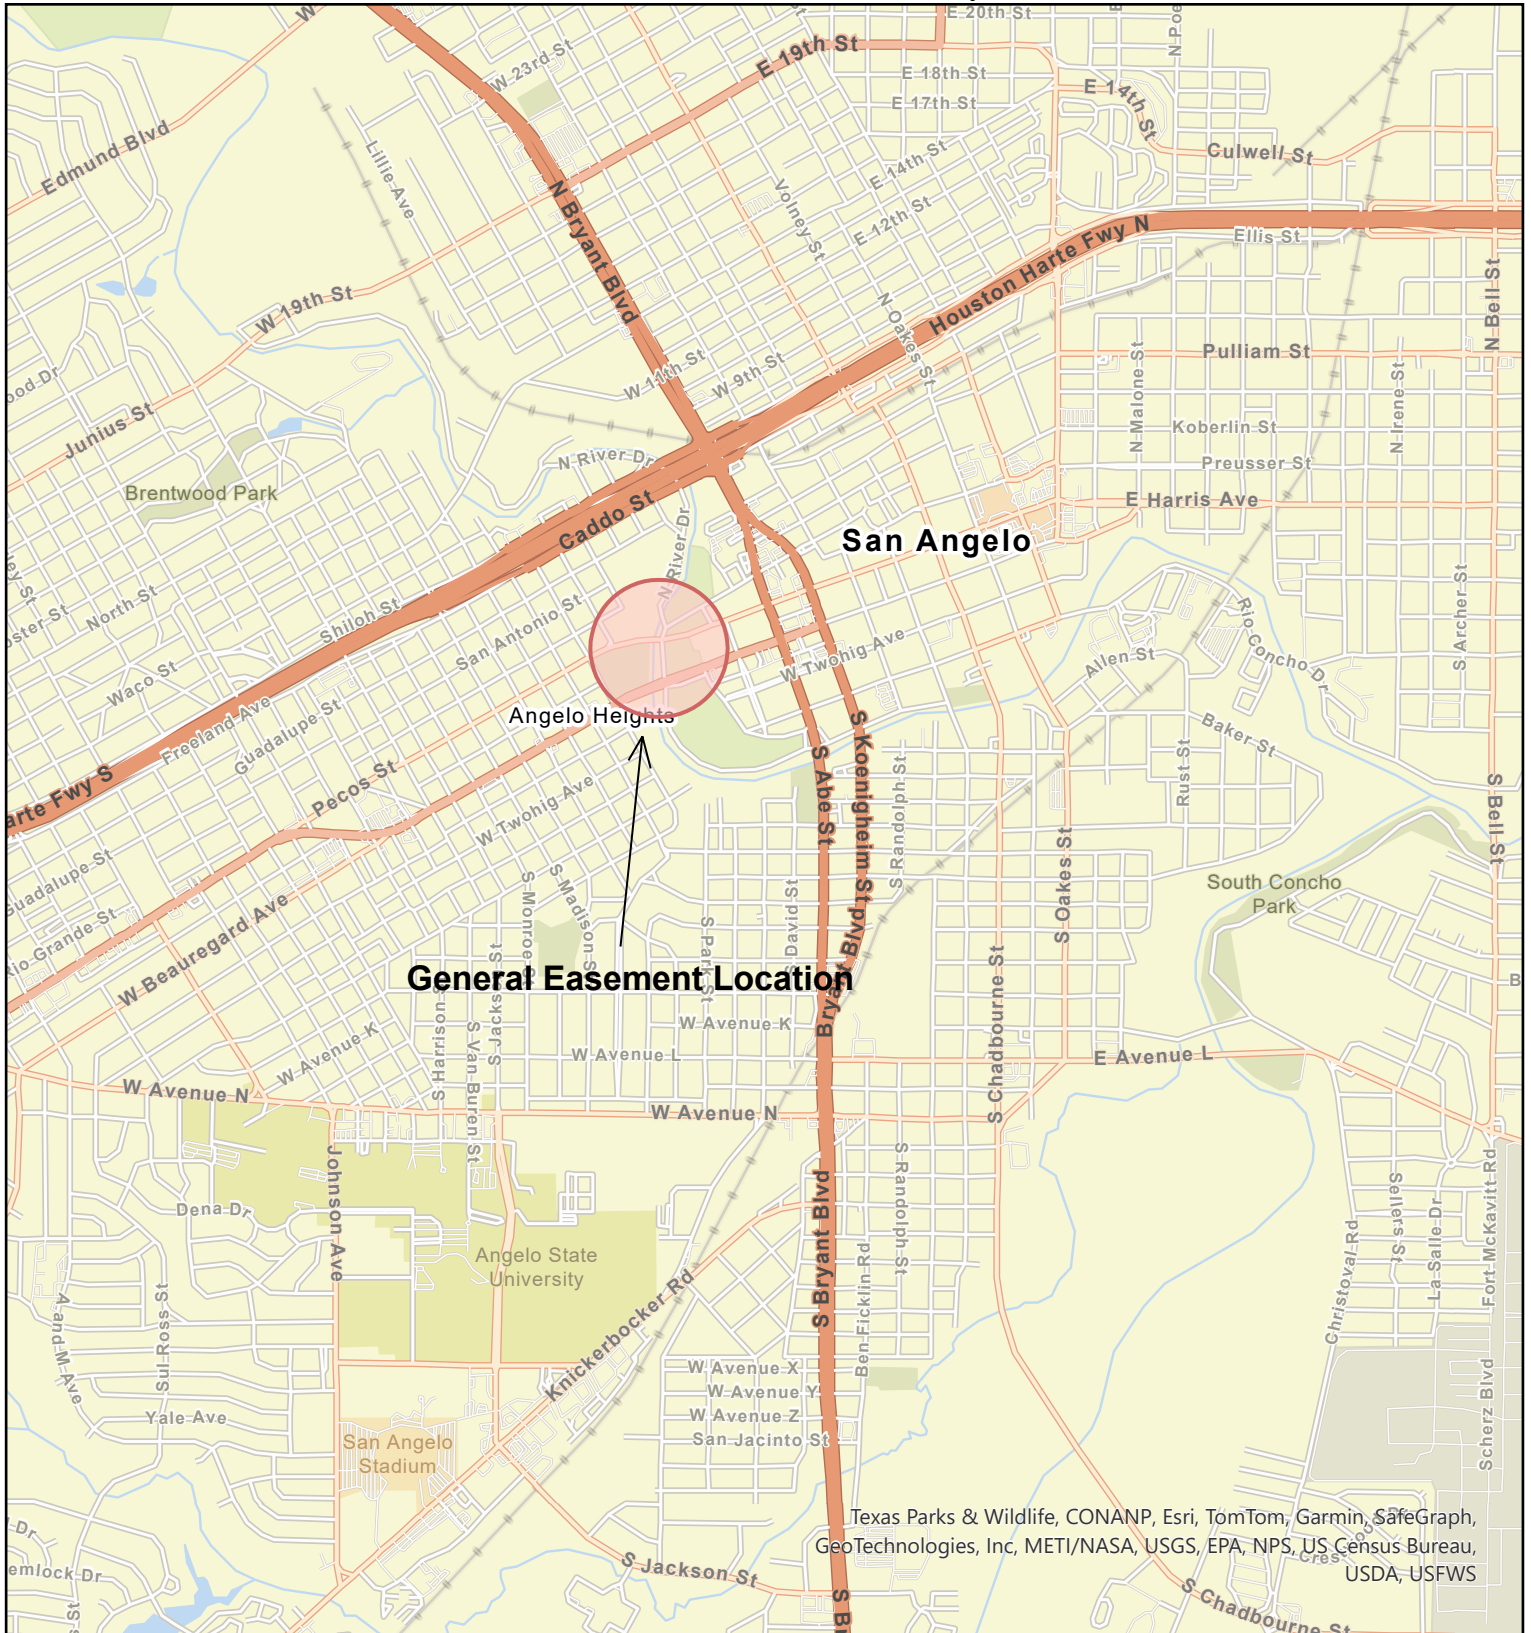 E 20th St
N Poe
W 23rd St
E 19th St
E 18th St
E 17th St
E 14th St
Culwell St
Edmund Blvd
Lillie Ave
E 14th St
Volney St
E 12th St
N Bryant Blvd
Houston Harte Fwy N
Ellis St
N Bell St
W 19th St
N Oakes St
Pulliam St
N Malone St
N Irene St
ood Dr
W 11th St
W 9th St
Junius St
Koberlin St
N River Dr
Preusser St
Brentwood Park
E Harris Ave
Caddo St
N River Dr
San Angelo
ley St
oster St
North St
Shiloh St
San Antonio St
Rio Concho Dr
S Archer St
W Twohig Ave
Allen St
Waco St
Freeland Ave
Guadalupe St
Angelo Heights
Baker St
S Koenigheim St
S Abe St
S Randolph St
Rust St
arte Fwy S
Pecos St
W Twohig Ave
S Bell St
Guadalupe St
S Oakes St
South Concho
Park
Rio Grande St
W Beauregard Ave
S Monroe St
S Madison S
S Park St
S David St
General Easement Location
Bryant Blvd
S Chadbourne St
B
S Harrison S
S Jackson St
W Avenue K
W Avenue K
W Avenue L
E Avenue L
S Van Buren St
W Avenue N
W Avenue N
Johnson Ave
S Randolph St
Dena Dr
S Bryant Blvd
Angelo State
University
Sellers St
La Salle Dr
Fort McKavitt Rd
Christoval Rd
Ben Ficklin Rd
Knickerbocker Rd
A and M Ave
Sul Ross St
W Avenue X
W Avenue Y
W Avenue Z
San Jacinto St
Yale Ave
San Angelo
Stadium
Scherz Blvd
Texas Parks & Wildlife, CONANP, Esri, TomTom, Garmin, SafeGraph,
GeoTechnologies, Inc, METI/NASA, USGS, EPA, NPS, US Census Bureau,
USDA, USFWS
Dr
emlock Dr
S Jackson St
S Chadbourne St
S Br